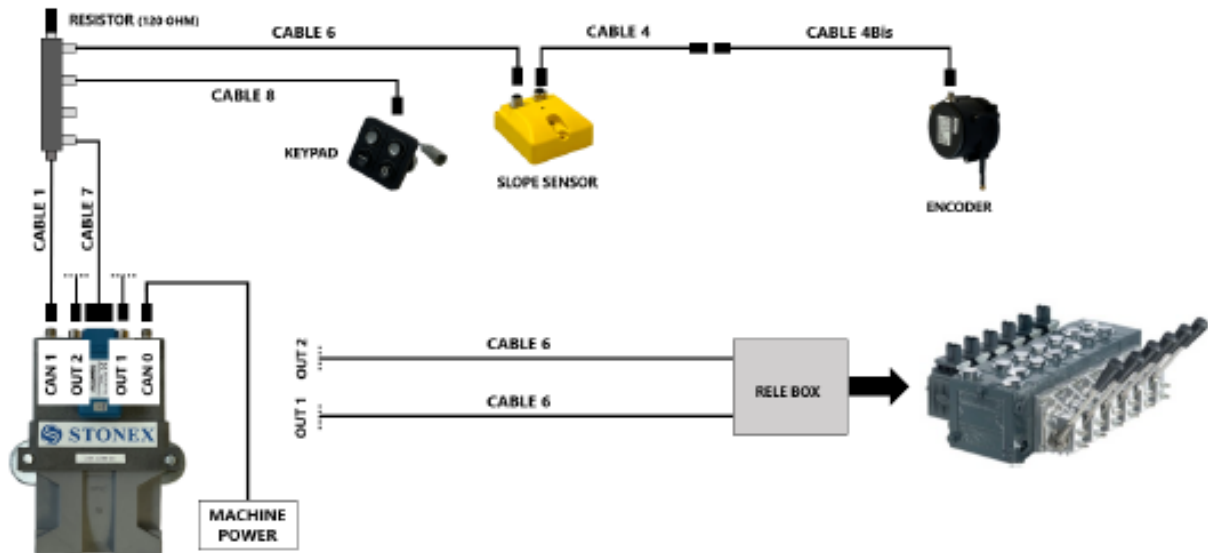 RESISTOR (120 OHM)
CABLE 6
CABLE 4
CABLE 4Bis
CABLE 8
KEYPAD
SLOPE SENSOR
ENCODER
CABLE 1
CABLE 7
CAN 1
OUT 2
OUT 1
CAN 0
STONEX
MACHINE
POWER
OUT 2
CABLE 6
OUT 1
CABLE 6
RELE BOX